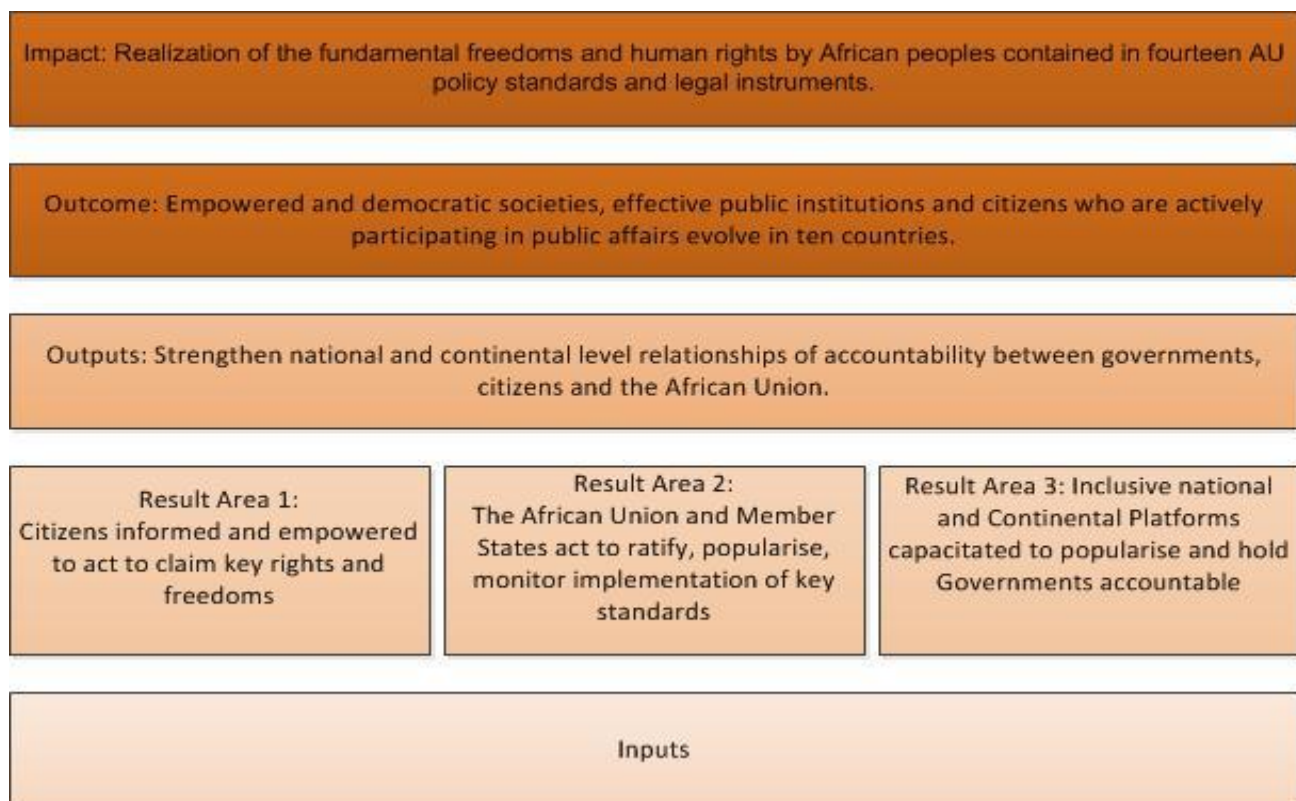 Impact: Realization of the fundamental freedoms and human rights by African peoples contained in fourteen AU
policy standards and legal instruments.
Outcome: Empowered and democratic societies, effective public institutions and citizens who are actively
participating in public affairs evolve in ten countries.
Outputs: Strengthen national and continental level relationships of accountability between governments,
citizens and the African Union.
Result Area 1:
Citizens informed and empowered
to act to claim key rights and
freedoms
Result Area 2:
The African Union and Member
States act to ratify, popularise,
monitor implementation of key
standards
Result Area 3: Inclusive national
and Continental Platforms
capacitated to popularise and hold
Governments accountable
Inputs